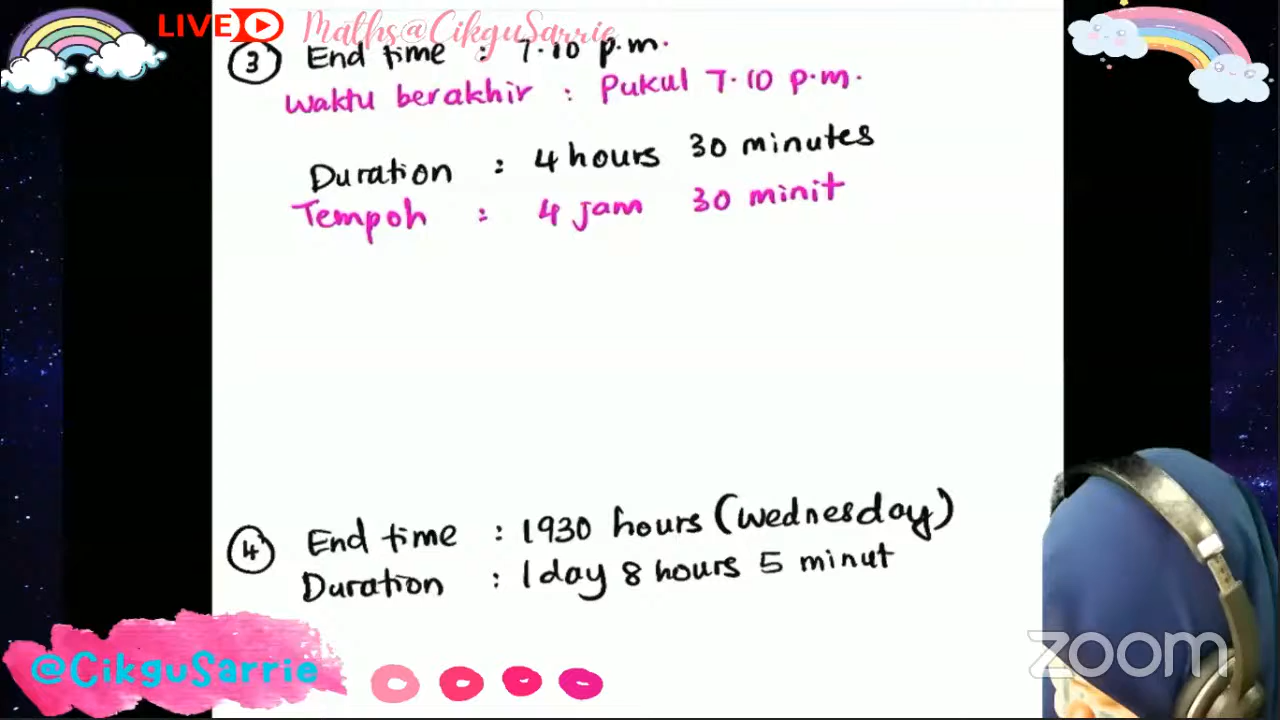 LIVE Maths@CikguSarrie
3 End time : 7.10 p.m.
Waktu berakhir : Pukul 7.10 p.m.
Duration : 4 hours 30 minutes
Tempoh : 4 jam 30 minit
4 End time : 1930 hours (Wednesday)
Duration : 1 day 8 hours 5 minut
@CikguSarrie
zoom